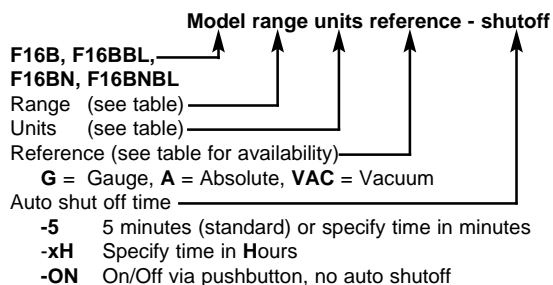 Model range units reference - shutoff
F16B, F16BBL,
F16BN, F16BNBL
Range (see table)
Units (see table)
Reference (see table for availability)
G = Gauge, A = Absolute, VAC = Vacuum
Auto shut off time
-5 5 minutes (standard) or specify time in minutes
-xH Specify time in Hours
-ON On/Off via pushbutton, no auto shutoff